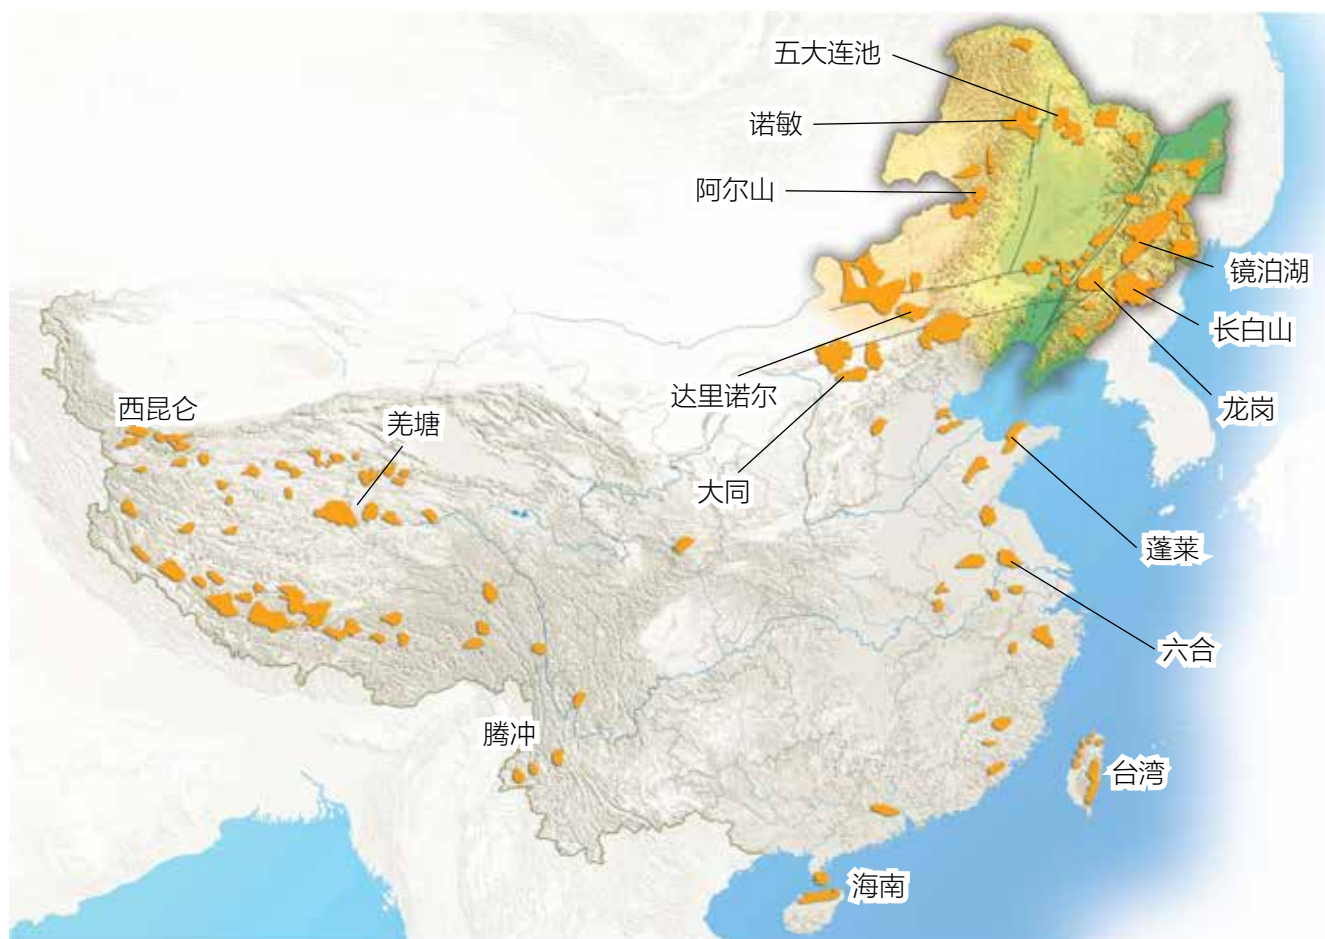 五大连池
诺敏
阿尔山
镜泊湖
长白山
达里诺尔
龙岗
西昆仑
羌塘
大同
蓬莱
六合
腾冲
台湾
海南